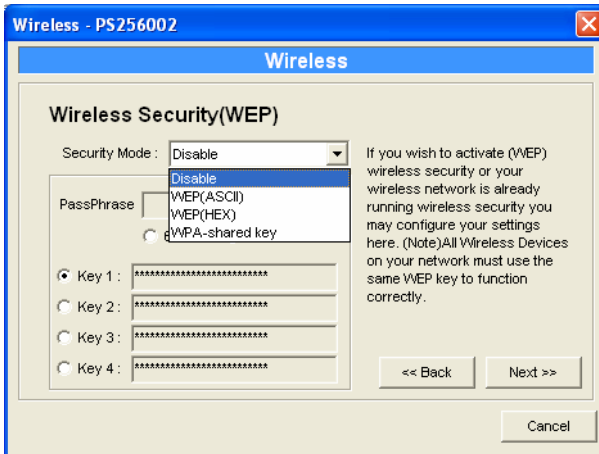 Wireless - PS256002
Wireless
Wireless Security(WEP)
Security Mode : Disable
Disable
WEP(ASCII)
WEP(HEX)
WPA-shared key
PassPhrase
Key 1 : **************************
Key 2 : **************************
Key 3 : **************************
Key 4 : **************************
If you wish to activate (WEP)
wireless security or your
wireless network is already
running wireless security you
may configure your settings
here. (Note)All Wireless Devices
on your network must use the
same WEP key to function
correctly.
<< Back
Next >>
Cancel